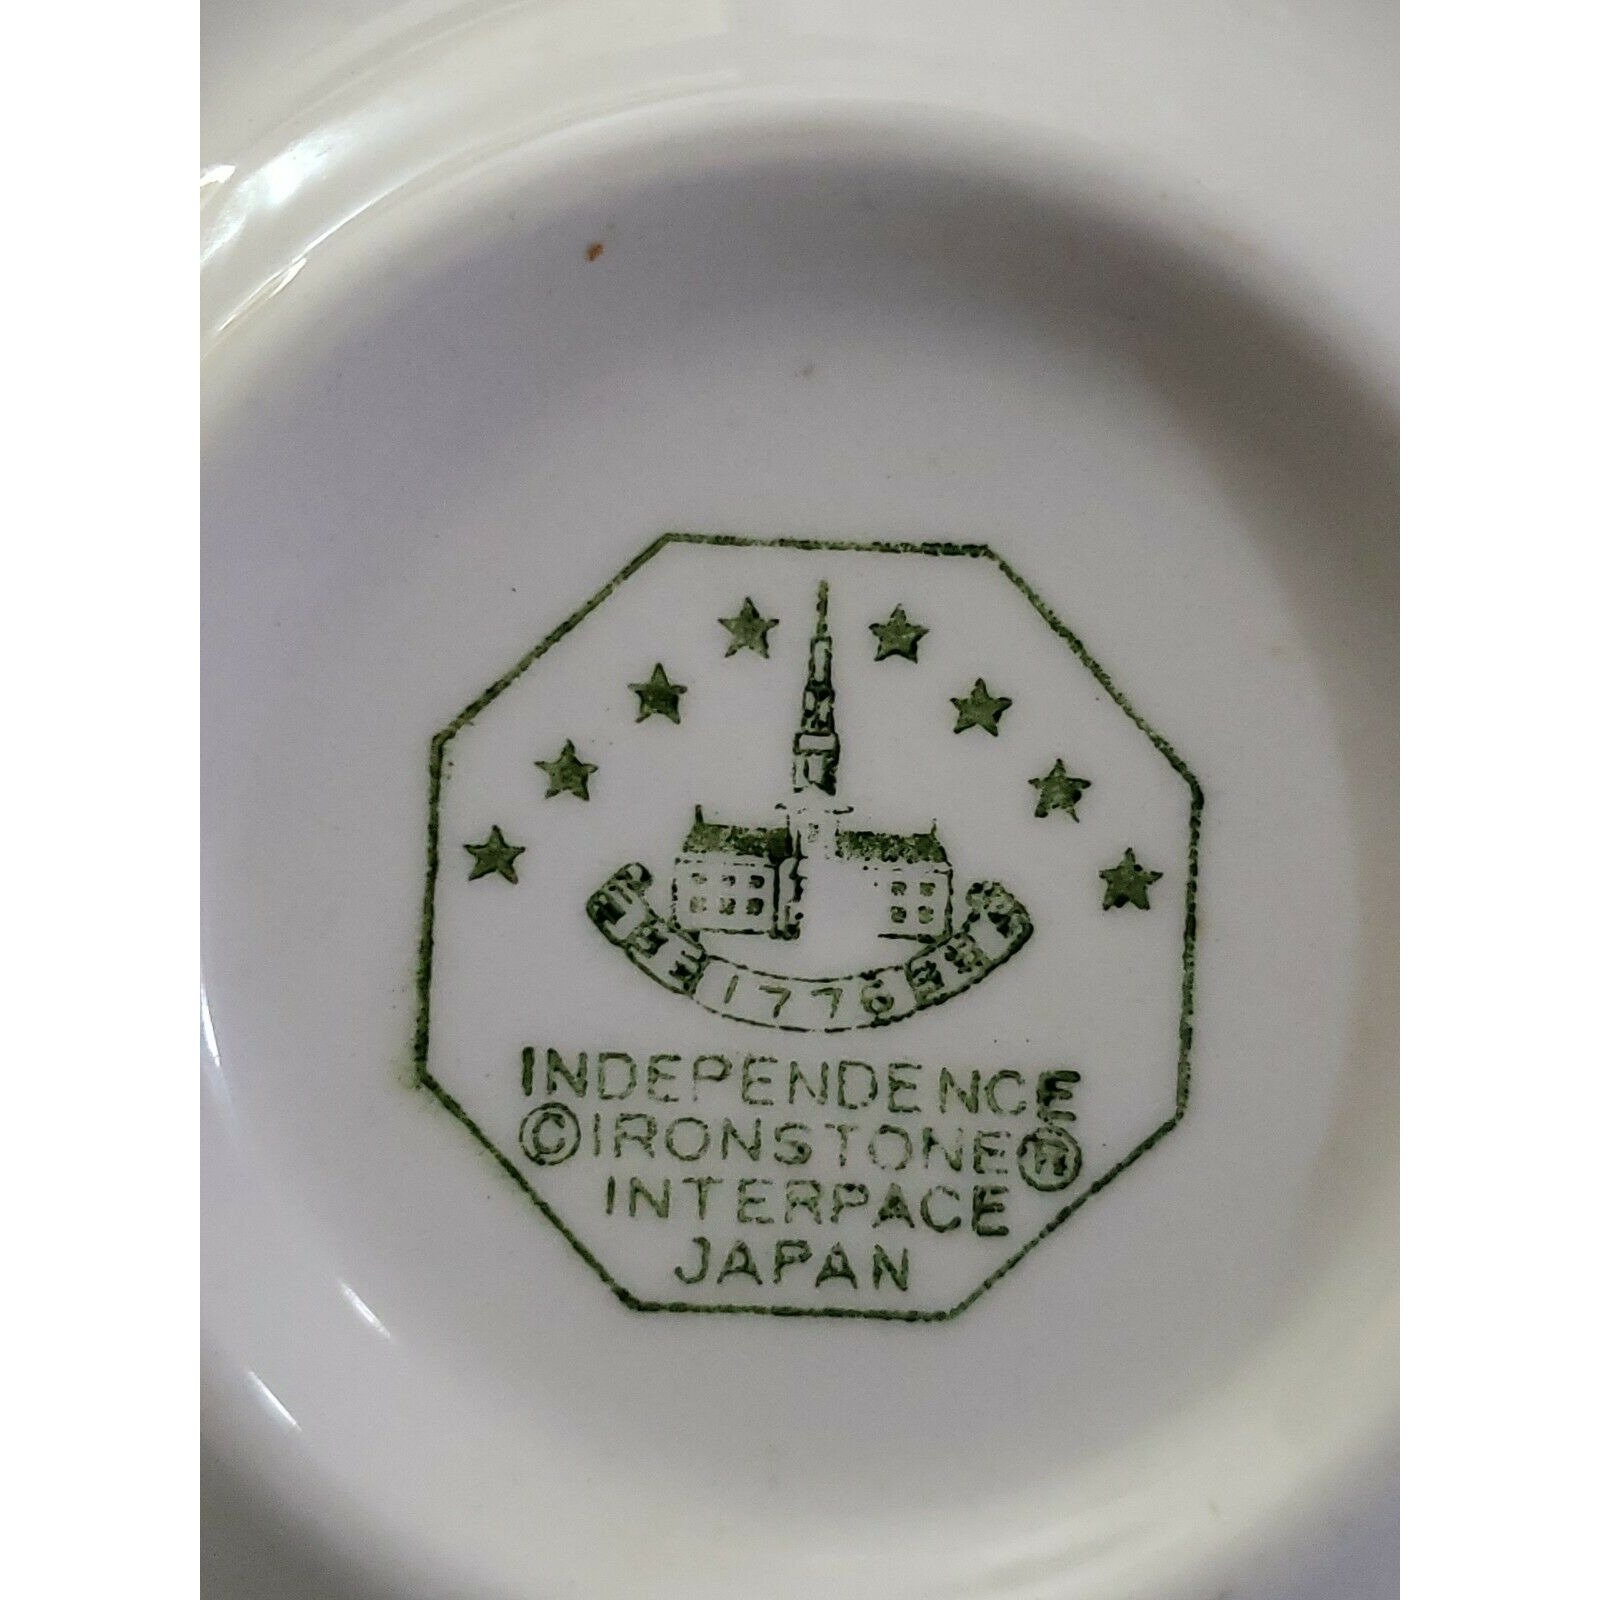 1776
INDEPENDENCE
©IRONSTONE®
INTERPACE
JAPAN